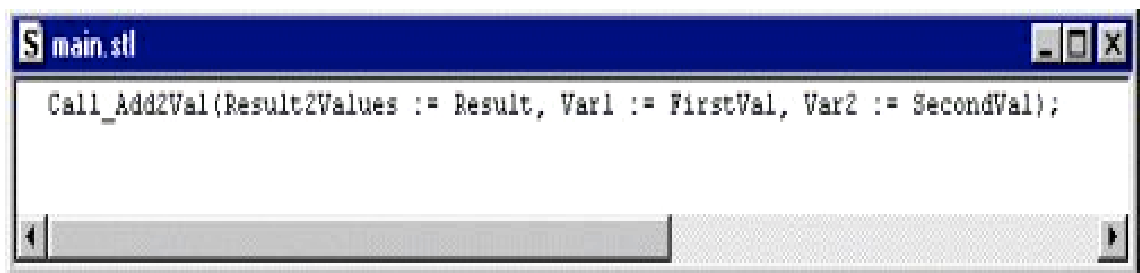 S main.stl
Call_Add2Val(Result2Values := Result, Var1 := FirstVal, Var2 := SecondVal);